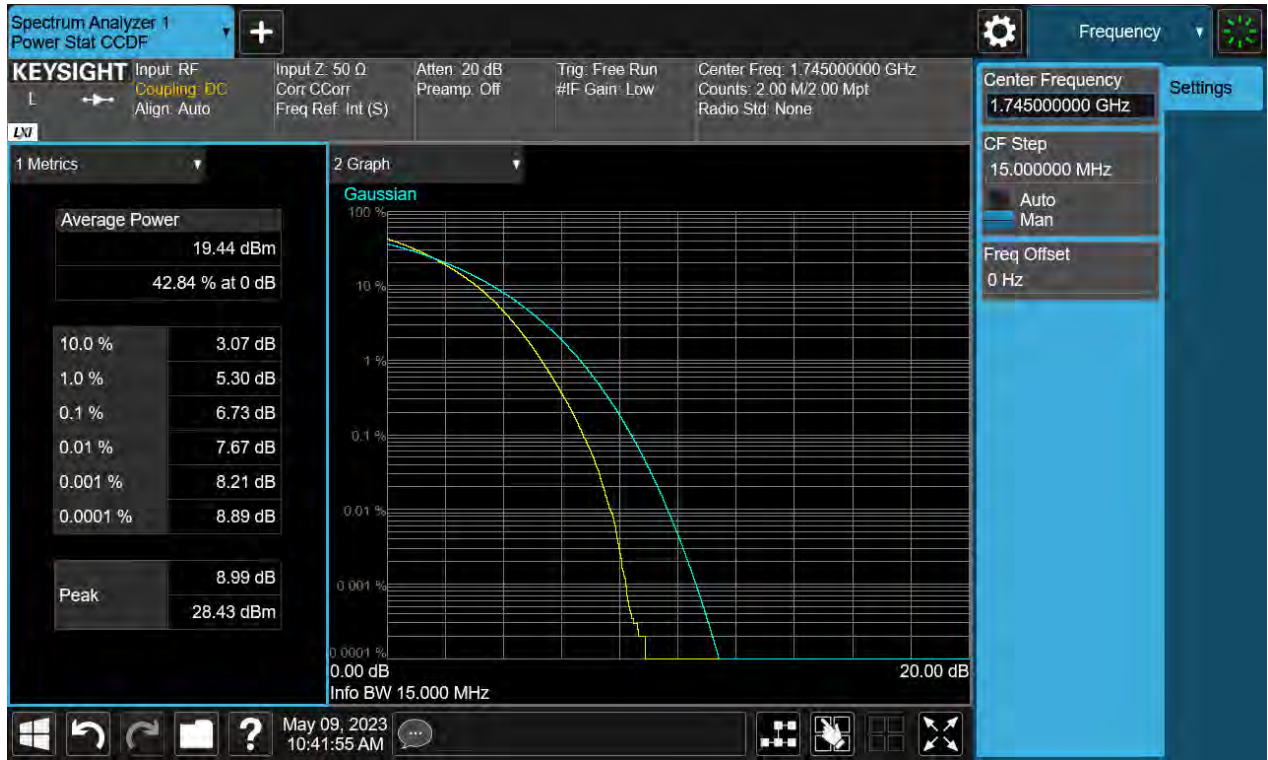 Spectrum Analyzer 1
Power Stat CCDF
Frequency
KEYSIGHT
L
LXI
Input: RF
Coupling: DC
Align: Auto
Input Z: 50 Ω
Corr CCorr
Freq Ref: Int (S)
Atten: 20 dB
Preamp: Off
Trig: Free Run
#IF Gain: Low
Center Freq: 1.745000000 GHz
Counts: 2.00 M/2.00 Mpt
Radio Std: None
Center Frequency
1.745000000 GHz
Settings
CF Step
15.000000 MHz
Auto
Man
Freq Offset
0 Hz
1 Metrics
Average Power
19.44 dBm
42.84 % at 0 dB
10.0 % 3.07 dB
1.0 % 5.30 dB
0.1 % 6.73 dB
0.01 % 7.67 dB
0.001 % 8.21 dB
0.0001 % 8.89 dB
Peak
8.99 dB
28.43 dBm
2 Graph
Gaussian
100 %
10 %
1 %
0.1 %
0.01 %
0.001 %
0.0001 %
0.00 dB 20.00 dB
Info BW 15.000 MHz
?
May 09, 2023
10:41:55 AM